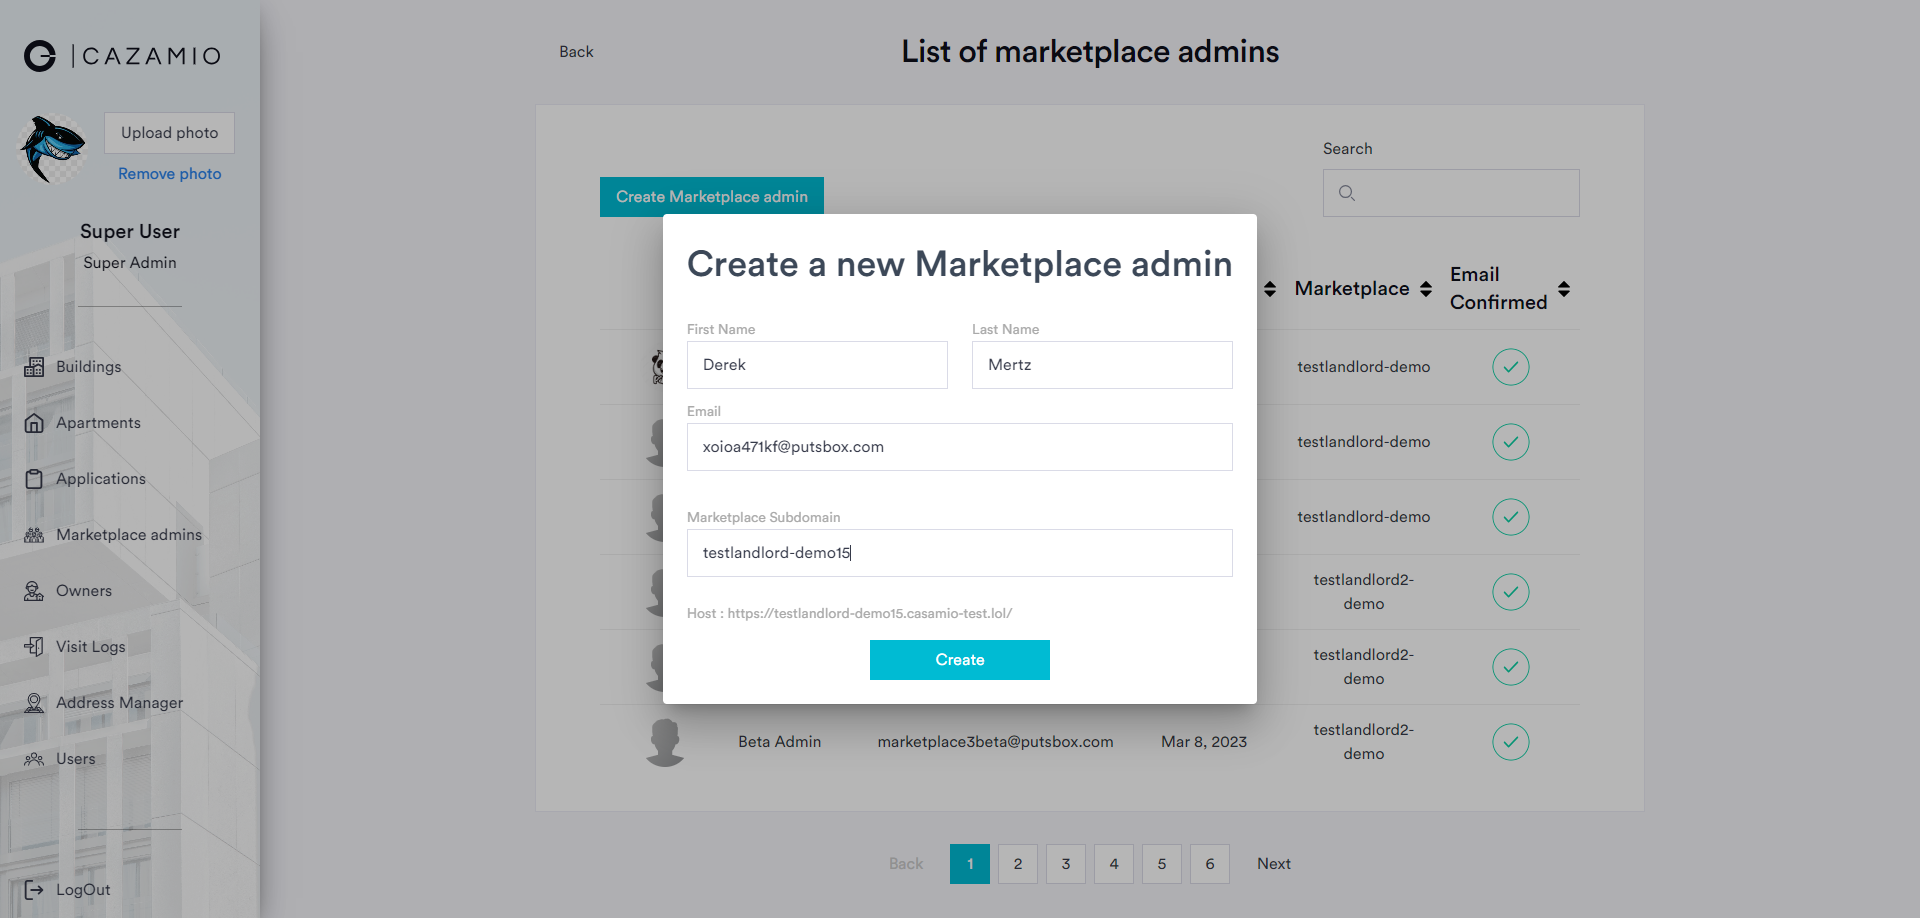 CAZAMIO
Upload photo
Remove photo
Super User
Super Admin
Buildings
Apartments
Applications
Marketplace admins
Owners
Visit Logs
Address Manager
Users
LogOut
Back
List of marketplace admins
Search
Create Marketplace admin
Marketplace
Email
Confirmed
testlandlord-demo
testlandlord-demo
testlandlord-demo
testlandlord2-
demo
testlandlord2-
demo
Beta Admin marketplace3beta@putsbox.com Mar 8, 2023 testlandlord2-
demo
Create a new Marketplace admin
First Name Last Name
Derek Mertz
Email
xoioa471kf@putsbox.com
Marketplace Subdomain
testlandlord-demo15
Host : https://testlandlord-demo15.casamio-test.lol/
Create
Back 1 2 3 4 5 6 Next